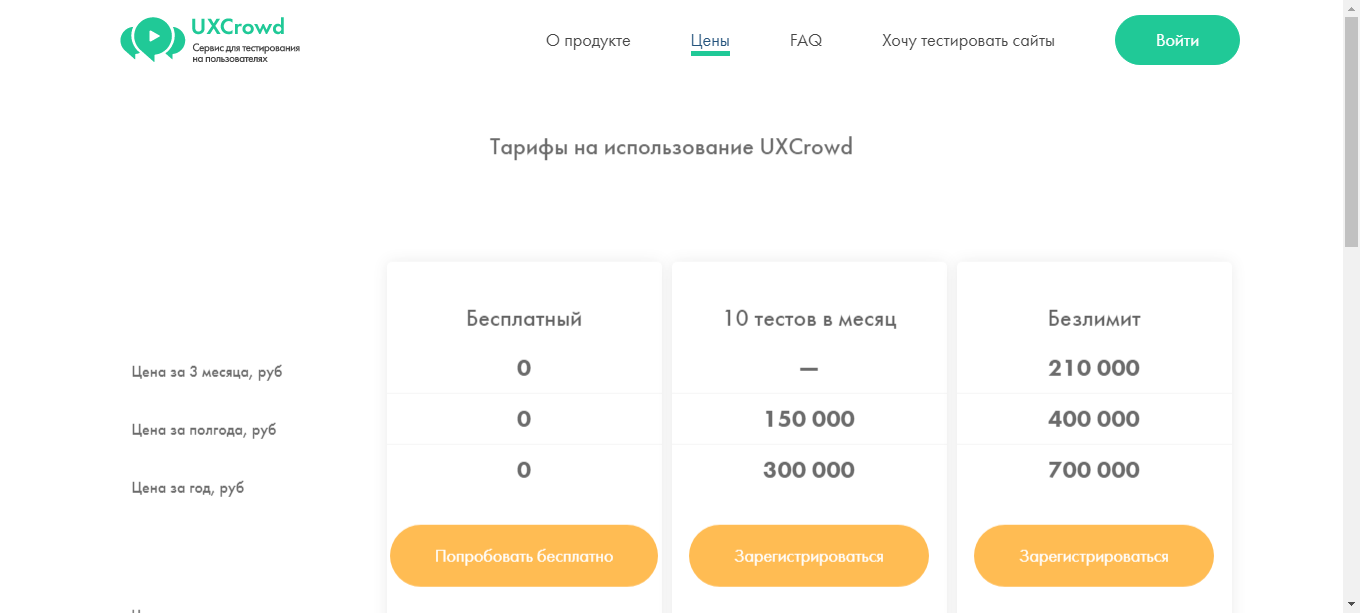 UXCrowd
Сервис для тестирования
на пользователях
О продукте
Цены
FAQ
Хочу тестировать сайты
Войти
Тарифы на использование UXCrowd
Бесплатный
10 тестов в месяц
Безлимит
Цена за 3 месяца, руб
0
—
210 000
Цена за полгода, руб
0
150 000
400 000
Цена за год, руб
0
300 000
700 000
Попробовать бесплатно
Зарегистрироваться
Зарегистрироваться